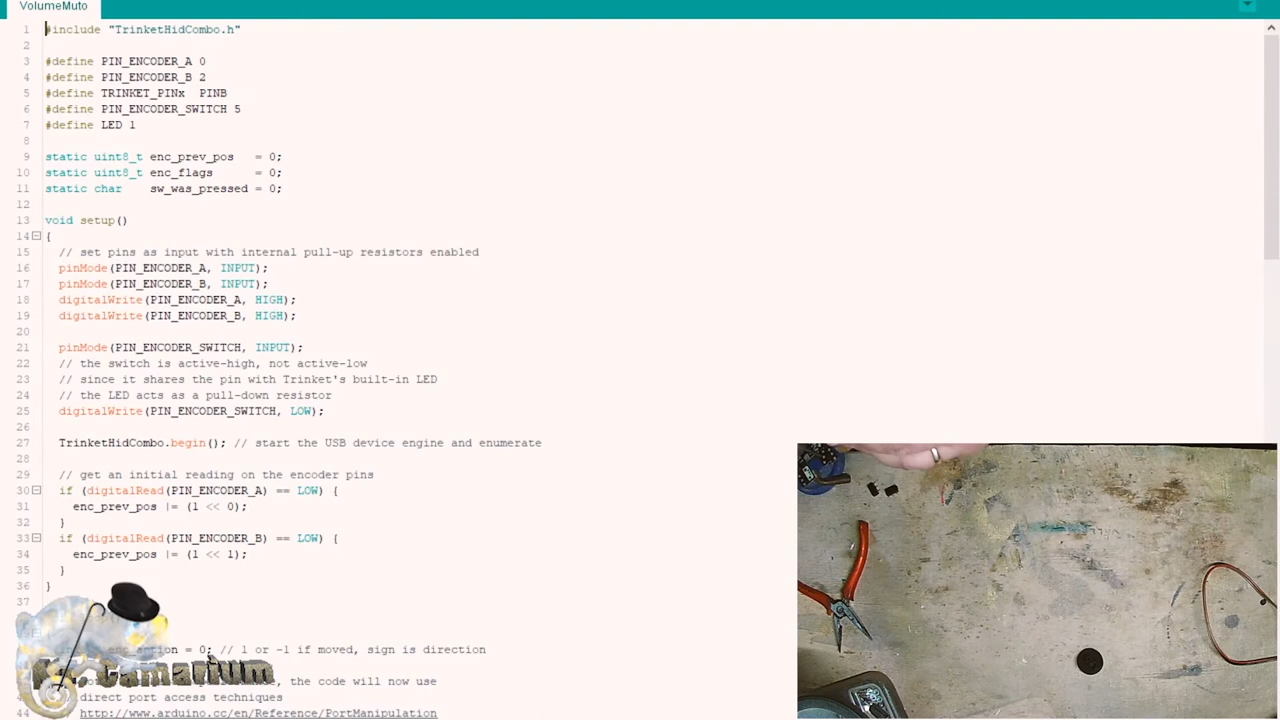 VolumeMuto
1 #include "TrinketHidCombo.h"
2
3 #define PIN_ENCODER_A 0
4 #define PIN_ENCODER_B 2
5 #define TRINKET_PINx  PINB
6 #define PIN_ENCODER_SWITCH 5
7 #define LED 1
8
9 static uint8_t enc_prev_pos   = 0;
10 static uint8_t enc_flags      = 0;
11 static char    sw_was_pressed = 0;
12
13 void setup()
14 {
15   // set pins as input with internal pull-up resistors enabled
16   pinMode(PIN_ENCODER_A, INPUT);
17   pinMode(PIN_ENCODER_B, INPUT);
18   digitalWrite(PIN_ENCODER_A, HIGH);
19   digitalWrite(PIN_ENCODER_B, HIGH);
20
21   pinMode(PIN_ENCODER_SWITCH, INPUT);
22   // the switch is active-high, not active-low
23   // since it shares the pin with Trinket's built-in LED
24   // the LED acts as a pull-down resistor
25   digitalWrite(PIN_ENCODER_SWITCH, LOW);
26
27   TrinketHidCombo.begin(); // start the USB device engine and enumerate
28
29   // get an initial reading on the encoder pins
30   if (digitalRead(PIN_ENCODER_A) == LOW) {
31     enc_prev_pos |= (1 << 0);
32   }
33   if (digitalRead(PIN_ENCODER_B) == LOW) {
34     enc_prev_pos |= (1 << 1);
35   }
36 }
37
= 0; // 1 or -1 if moved, sign is direction
Gamatium
, the code will now use
direct port access techniques
44 http://www.arduino.cc/en/Reference/PortManipulation